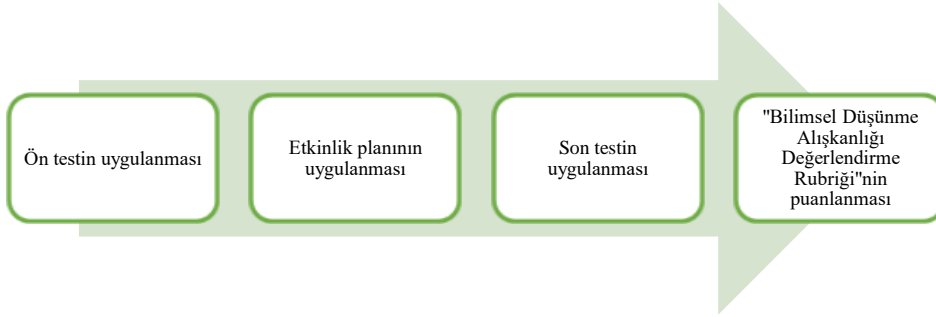 Ön testin uygulanması
Etkinlik planının
uygulanması
Son testin
uygulanması
"Bilimsel Düşünme
Alışkanlığı
Değerlendirme
Rubriği"nin
puanlanması